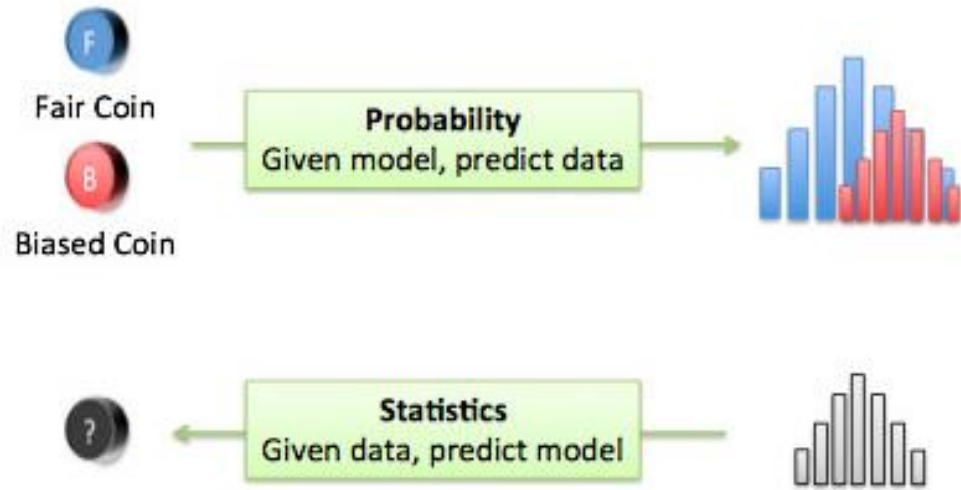 F
Fair Coin
Probability
Given model, predict data
B
Biased Coin
Statistics
Given data, predict model
?